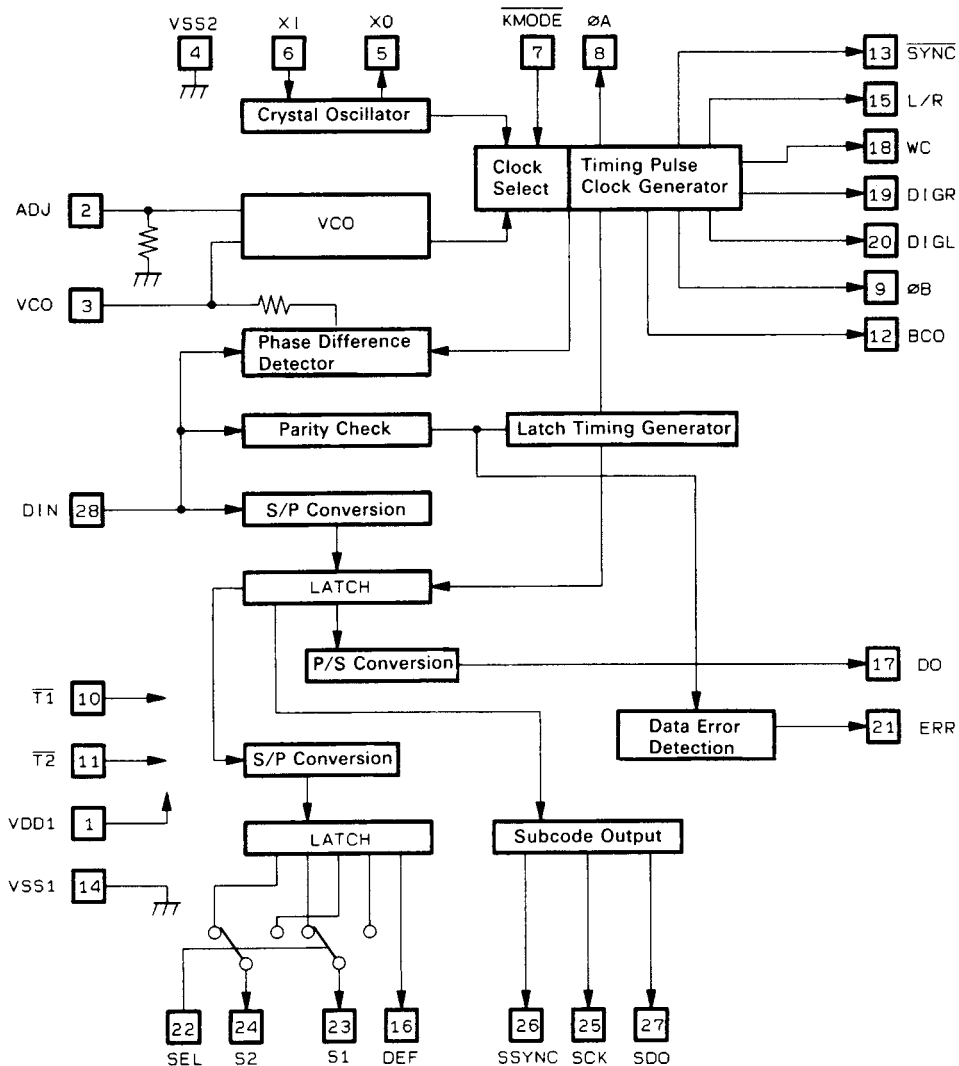 VSS2 XI XO KMODE ØA
4 6 5 7 8
13 SYNC
Crystal Oscillator
15 L/R
18 WC
Clock Select
Timing Pulse Clock Generator
19 DIGR
ADJ 2
VCO
20 DIGL
VCO 3
9 ØB
Phase Difference
Detector
12 BCO
Parity Check
Latch Timing Generator
DIN 28
S/P Conversion
LATCH
P/S Conversion
17 DO
T1 10
Data Error
Detection
21 ERR
T2 11
S/P Conversion
VDD1 1
LATCH
Subcode Output
VSS1 14
22 24 23 16 26 25 27
SEL S2 S1 DEF SSYNC SCK SDO